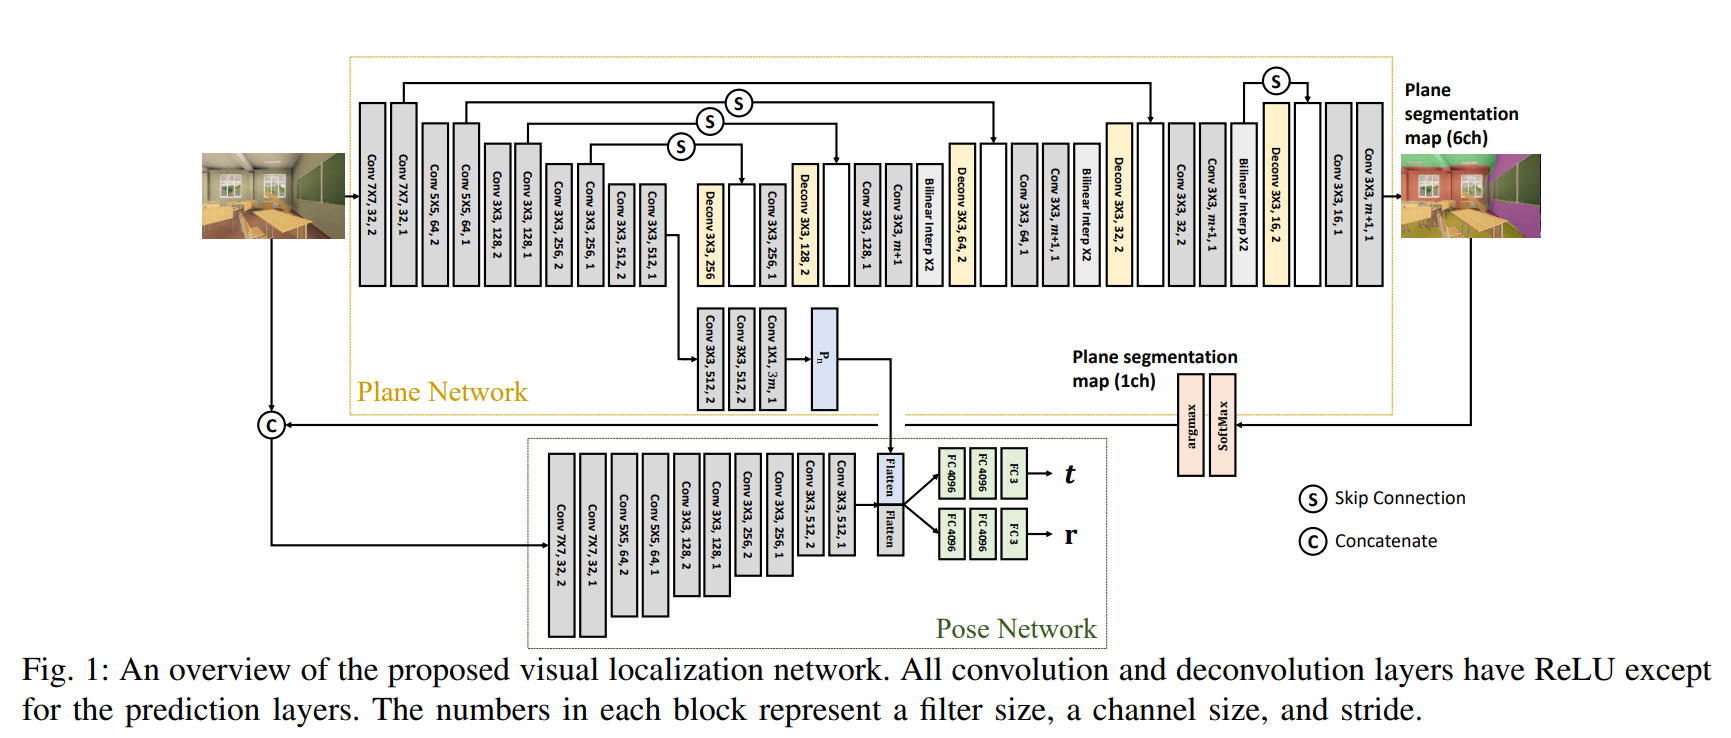 Plane
segmentation
map (6ch)
S
S
S
S
Conv 7X7, 32, 2
Conv 7X7, 32, 1
Conv 5X5, 64, 2
Conv 5X5, 64, 1
Conv 3X3, 128, 2
Conv 3X3, 128, 1
Conv 3X3, 256, 2
Conv 3X3, 256, 1
Conv 3X3, 512, 2
Conv 3X3, 512, 1
Deconv 3X3, 256
Conv 3X3, 256, 1
Deconv 3X3, 128, 2
Conv 3X3, 128, 1
Conv 3X3, m+1
Bilinear Interp X2
Deconv 3X3, 64, 2
Conv 3X3, 64, 1
Conv 3X3, m+1, 1
Bilinear Interp X2
Deconv 3X3, 32, 2
Conv 3X3, 32, 2
Conv 3X3, m+1, 1
Bilinear Interp X2
Deconv 3X3, 16, 2
Conv 3X3, 16, 1
Conv 3X3, m+1, 1
Conv 3X3, 512, 2
Conv 3X3, 512, 2
Conv 1X1, 3m, 1
Pn
Plane Network
Plane segmentation
map (1ch)
argmax
SoftMax
C
Conv 7X7, 32, 2
Conv 7X7, 32, 1
Conv 5X5, 64, 2
Conv 5X5, 64, 1
Conv 3X3, 128, 2
Conv 3X3, 128, 1
Conv 3X3, 256, 2
Conv 3X3, 256, 1
Conv 3X3, 512, 2
Conv 3X3, 512, 1
Flatten
Flatten
FC 4096
FC 4096
FC 3
t
FC 4096
FC 4096
FC 3
r
Pose Network
S Skip Connection
C Concatenate
Fig. 1: An overview of the proposed visual localization network. All convolution and deconvolution layers have ReLU except
for the prediction layers. The numbers in each block represent a filter size, a channel size, and stride.